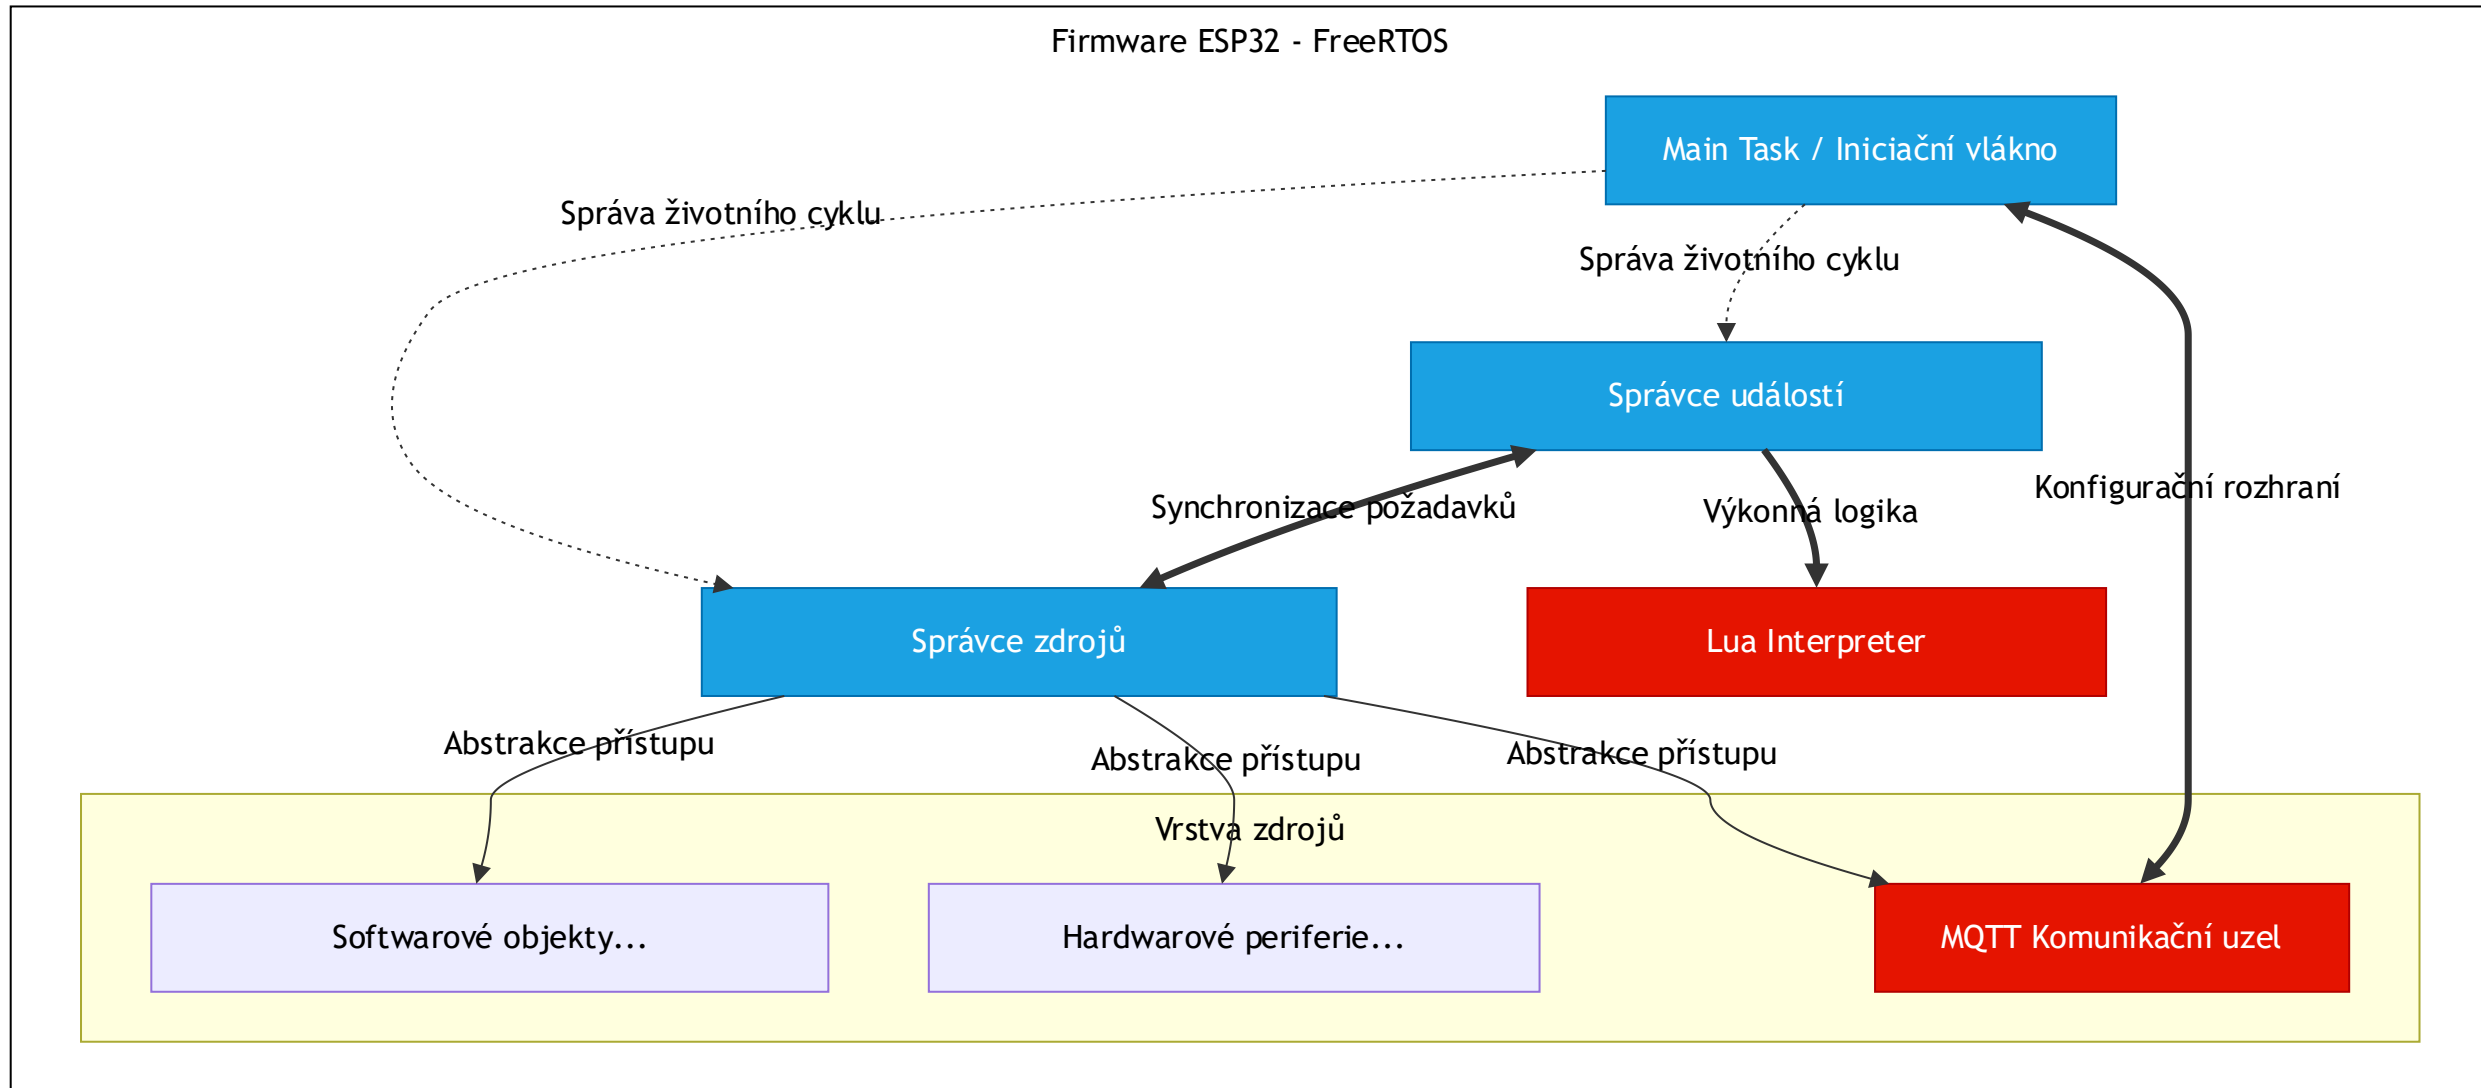 Firmware ESP32 - FreeRTOS
Main Task / Iniciační vlákno
Správa životního cyklu
Správa životního cyklu
Správce událostí
Synchronizace požadavků
Výkonná logika
Konfigurační rozhraní
Správce zdrojů
Lua Interpreter
Abstrakce přístupu
Abstrakce přístupu
Abstrakce přístupu
Vrstva zdrojů
Softwarové objekty...
Hardwarové periferie...
MQTT Komunikační uzel